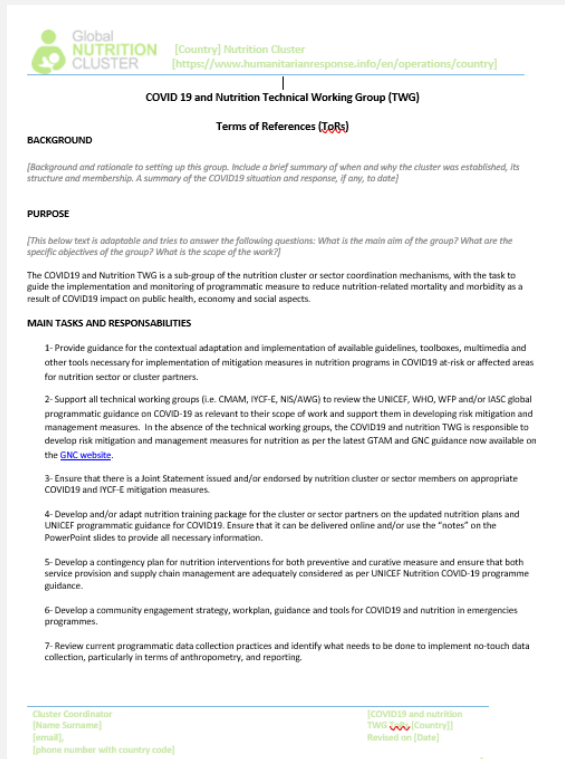 Global
NUTRITION
CLUSTER
[Country] Nutrition Cluster
[https://www.humanitarianresponse.info/en/operations/country]
COVID 19 and Nutrition Technical Working Group (TWG)
Terms of References (ToRs)
BACKGROUND
[Background and rationale to setting up this group. Include a brief summary of when and why the cluster was established, its
structure and membership. A summary of the COVID19 situation and response, if any, to date]
PURPOSE
[This below text is adaptable and tries to answer the following questions: What is the main aim of the group? What are the
specific objectives of the group? What is the scope of the work?]
The COVID19 and Nutrition TWG is a sub-group of the nutrition cluster or sector coordination mechanisms, with the task to
guide the implementation and monitoring of programmatic measure to reduce nutrition-related mortality and morbidity as a
result of COVID19 impact on public health, economy and social aspects.
MAIN TASKS AND RESPONSABILITIES
1- Provide guidance for the contextual adaptation and implementation of available guidelines, toolboxes, multimedia and
other tools necessary for implementation of mitigation measures in nutrition programs in COVID19 at-risk or affected areas
for nutrition sector or cluster partners.
2- Support all technical working groups (i.e. CMAM, IYCF-E, NIS/AWG) to review the UNICEF, WHO, WFP and/or IASC global
programmatic guidance on COVID-19 as relevant to their scope of work and support them in developing risk mitigation and
management measures. In the absence of the technical working groups, the COVID19 and nutrition TWG is responsible to
develop risk mitigation and management measures for nutrition as per the latest GTAM and GNC guidance now available on
the GNC website.
3- Ensure that there is a Joint Statement issued and/or endorsed by nutrition cluster or sector members on appropriate
COVID19 and IYCF-E mitigation measures.
4- Develop and/or adapt nutrition training package for the cluster or sector partners on the updated nutrition plans and
UNICEF programmatic guidance for COVID19. Ensure that it can be delivered online and/or use the “notes” on the
PowerPoint slides to provide all necessary information.
5- Develop a contingency plan for nutrition interventions for both preventive and curative measure and ensure that both
service provision and supply chain management are adequately considered as per UNICEF Nutrition COVID-19 programme
guidance.
6- Develop a community engagement strategy, workplan, guidance and tools for COVID19 and nutrition in emergencies
programmes.
7- Review current programmatic data collection practices and identify what needs to be done to implement no-touch data
collection, particularly in terms of anthropometry, and reporting.
Cluster Coordinator
[Name Surname]
[email],
[phone number with country code]
[COVID19 and nutrition
TWG ToRs [Country]]
Revised on [Date]